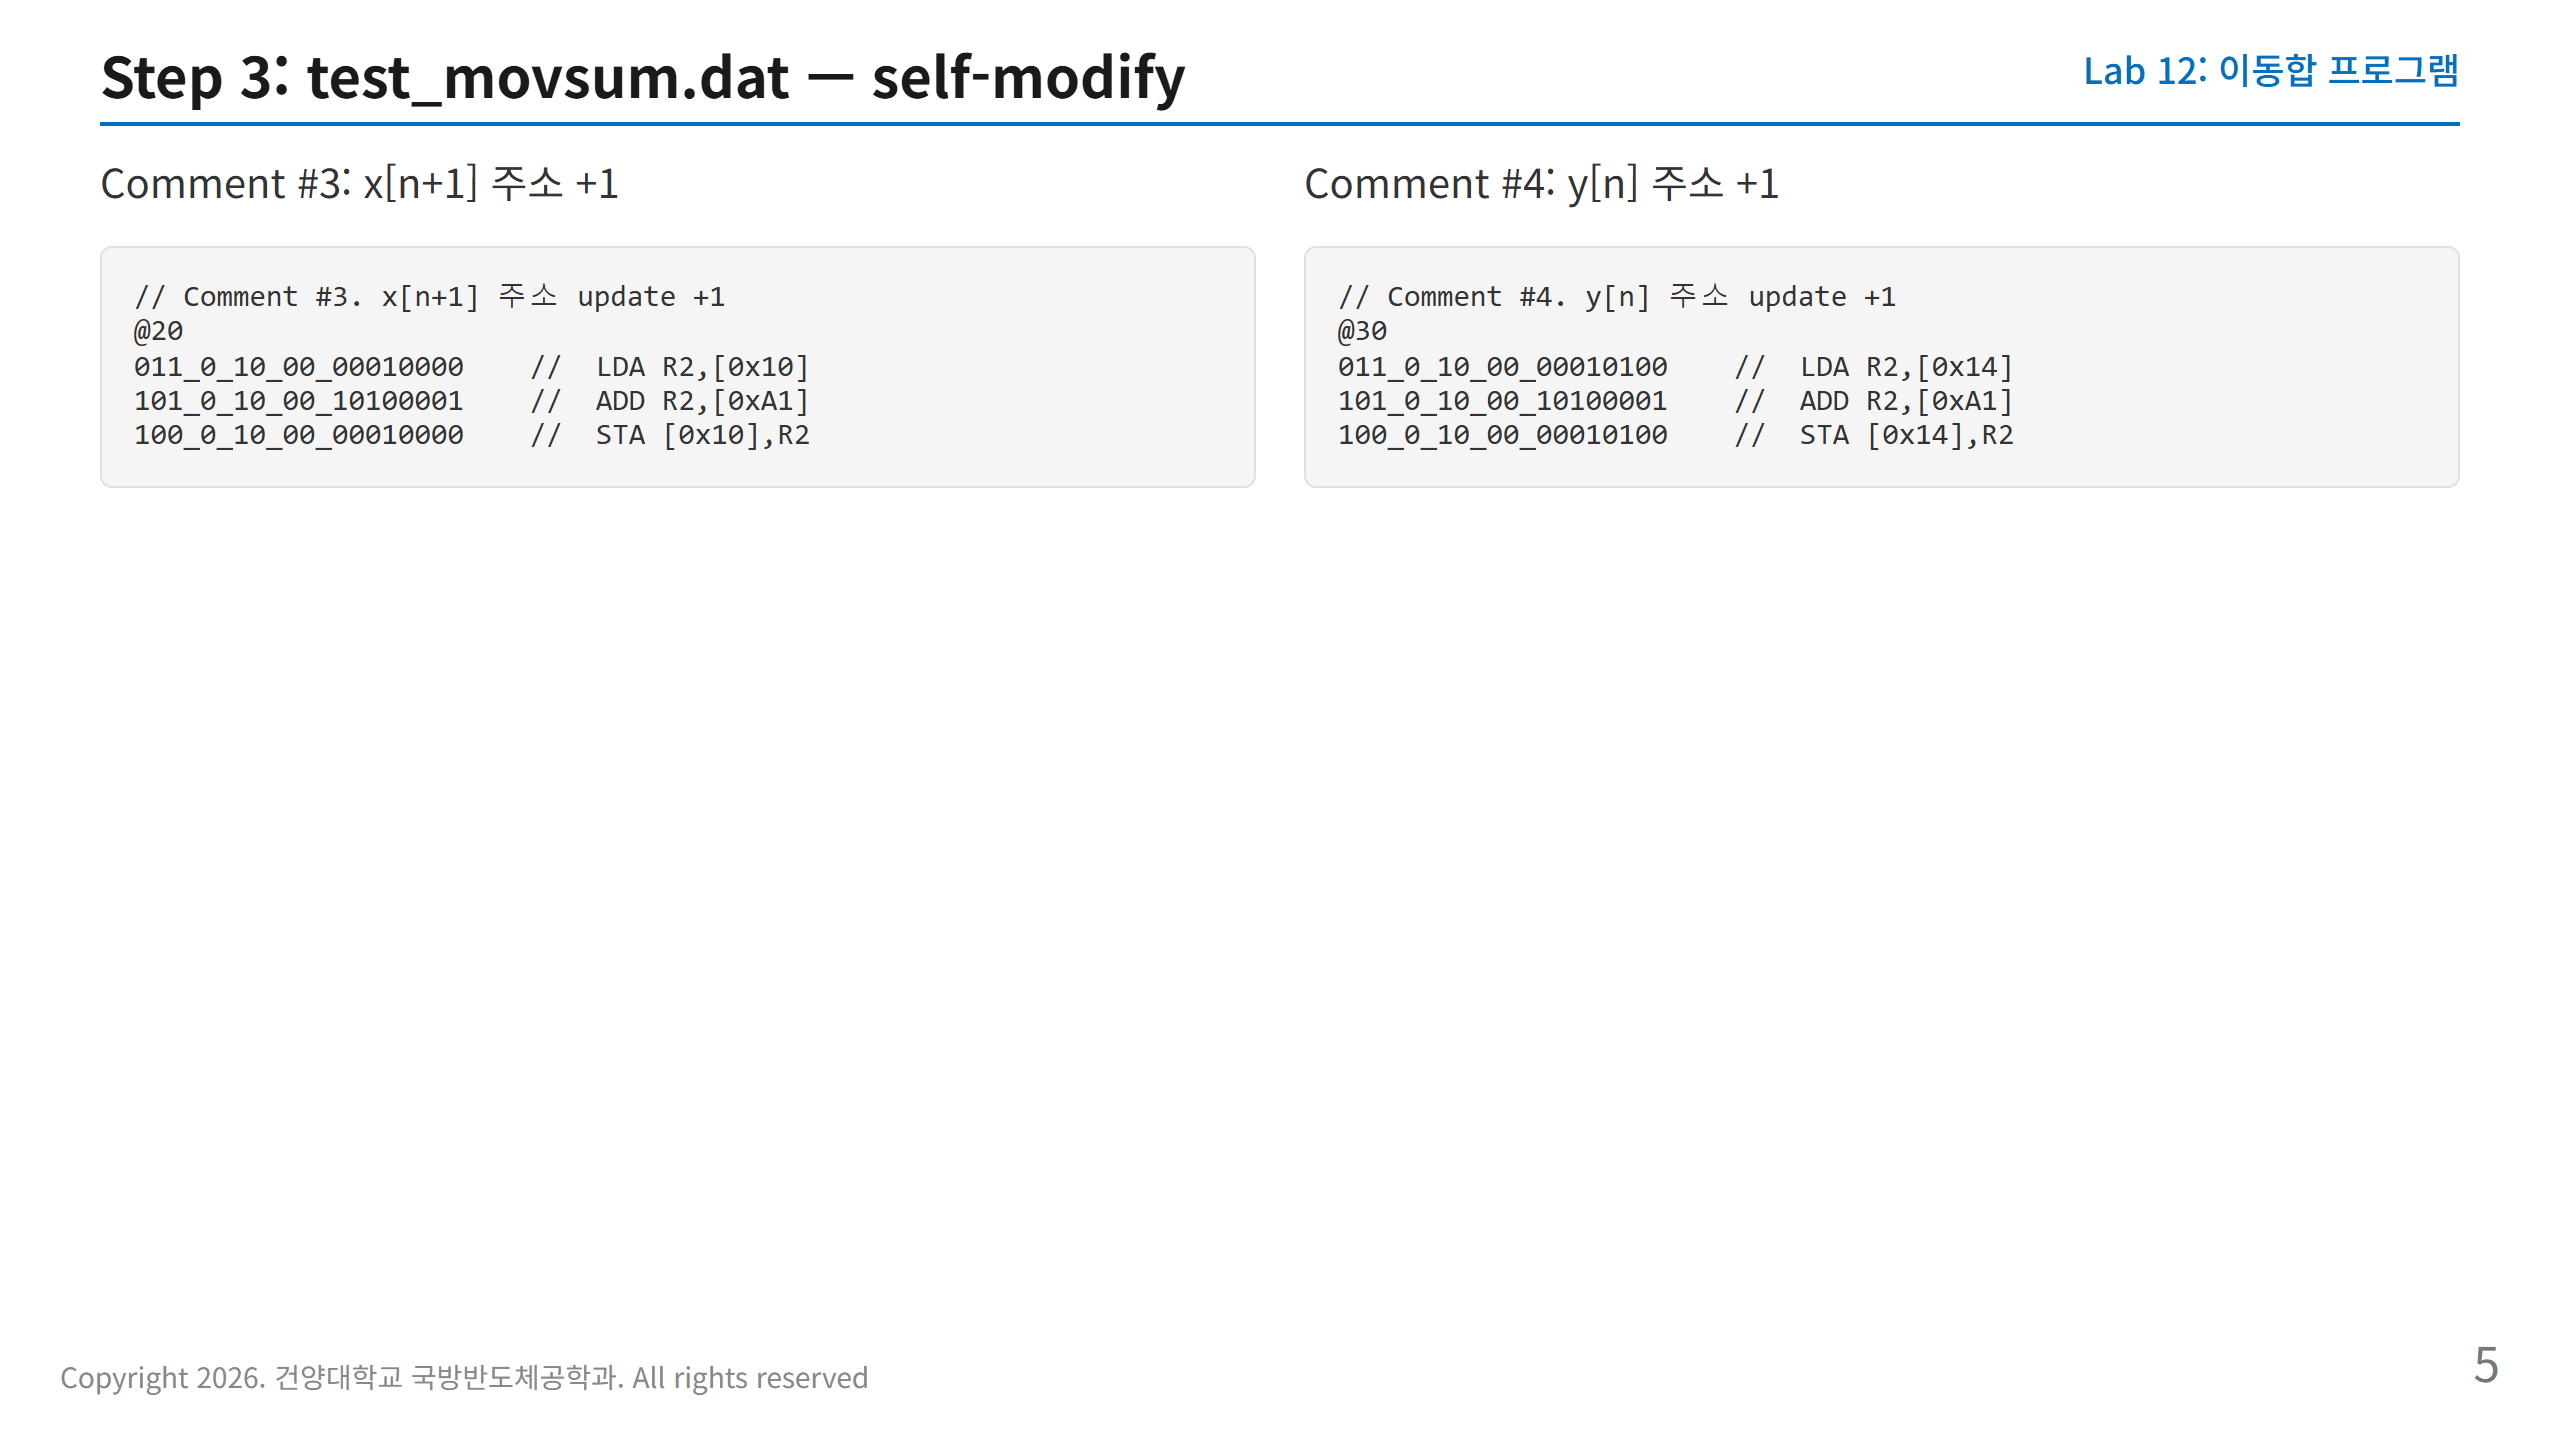 Step 3: test_movsum.dat — self-modify
Lab 12: 이동합 프로그램
Comment #3: x[n+1] 주소 +1
// Comment #3. x[n+1] 주소 update +1
@20
011_0_10_00_00010000    //  LDA R2,[0x10]
101_0_10_00_10100001    //  ADD R2,[0xA1]
100_0_10_00_00010000    //  STA [0x10],R2
Comment #4: y[n] 주소 +1
// Comment #4. y[n] 주소 update +1
@30
011_0_10_00_00010100    //  LDA R2,[0x14]
101_0_10_00_10100001    //  ADD R2,[0xA1]
100_0_10_00_00010100    //  STA [0x14],R2
Copyright 2026. 건양대학교 국방반도체공학과. All rights reserved
5